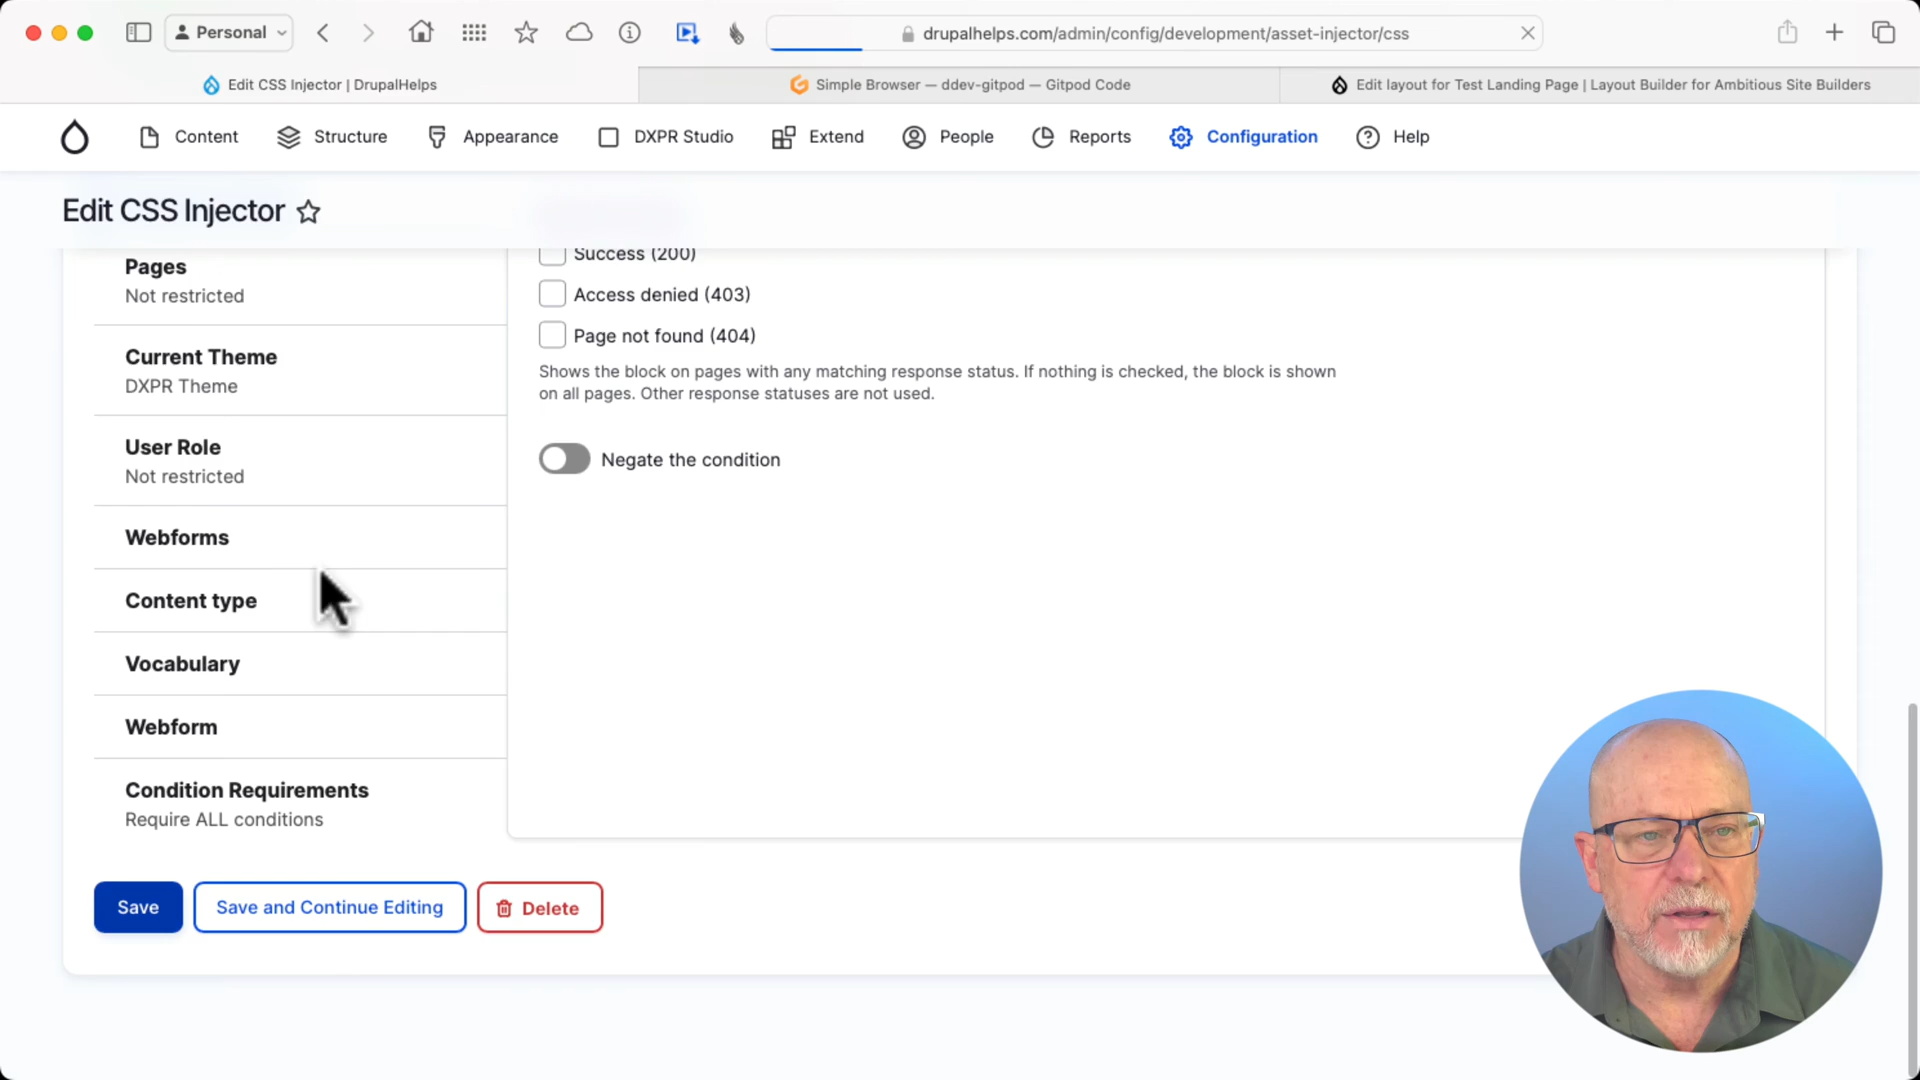 Personal
drupalhelps.com/admin/config/development/asset-injector/css
Edit CSS Injector | DrupalHelps
Simple Browser — ddev-gitpod — Gitpod Code
Edit layout for Test Landing Page | Layout Builder for Ambitious Site Builders
Content
Structure
Appearance
DXPR Studio
Extend
People
Reports
Configuration
Help
Edit CSS Injector
Pages
Not restricted
Current Theme
DXPR Theme
User Role
Not restricted
Webforms
Content type
Vocabulary
Webform
Condition Requirements
Require ALL conditions
Success (200)
Access denied (403)
Page not found (404)
Shows the block on pages with any matching response status. If nothing is checked, the block is shown
on all pages. Other response statuses are not used.
Negate the condition
Save
Save and Continue Editing
Delete